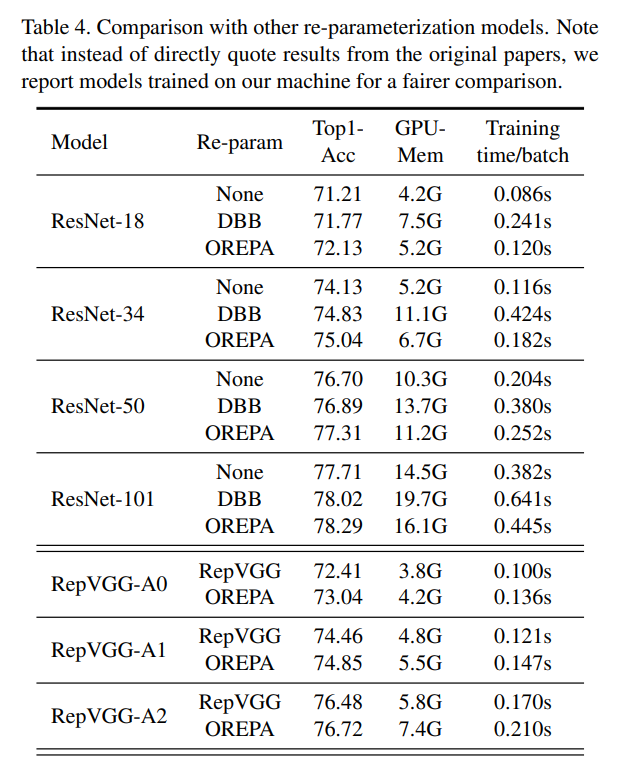 Table 4. Comparison with other re-parameterization models. Note
that instead of directly quote results from the original papers, we
report models trained on our machine for a fairer comparison.
Model Re-param Top1-Acc GPU-Mem Training time/batch
ResNet-18 None 71.21 4.2G 0.086s
DBB 71.77 7.5G 0.241s
OREPA 72.13 5.2G 0.120s
ResNet-34 None 74.13 5.2G 0.116s
DBB 74.83 11.1G 0.424s
OREPA 75.04 6.7G 0.182s
ResNet-50 None 76.70 10.3G 0.204s
DBB 76.89 13.7G 0.380s
OREPA 77.31 11.2G 0.252s
ResNet-101 None 77.71 14.5G 0.382s
DBB 78.02 19.7G 0.641s
OREPA 78.29 16.1G 0.445s
RepVGG-A0 RepVGG 72.41 3.8G 0.100s
OREPA 73.04 4.2G 0.136s
RepVGG-A1 RepVGG 74.46 4.8G 0.121s
OREPA 74.85 5.5G 0.147s
RepVGG-A2 RepVGG 76.48 5.8G 0.170s
OREPA 76.72 7.4G 0.210s